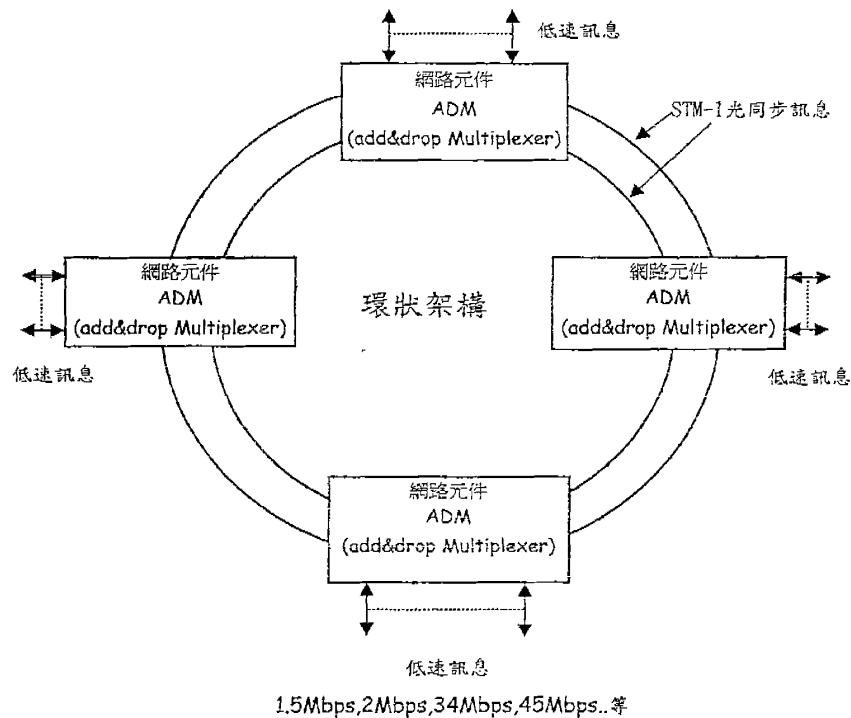 低速訊息
網路元件
ADM
(add&drop Multiplexer)
STM-1光同步訊息
網路元件
ADM
(add&drop Multiplexer)
低速訊息
環狀架構
網路元件
ADM
(add&drop Multiplexer)
低速訊息
網路元件
ADM
(add&drop Multiplexer)
低速訊息
1.5Mbps,2Mbps,34Mbps,45Mbps..等